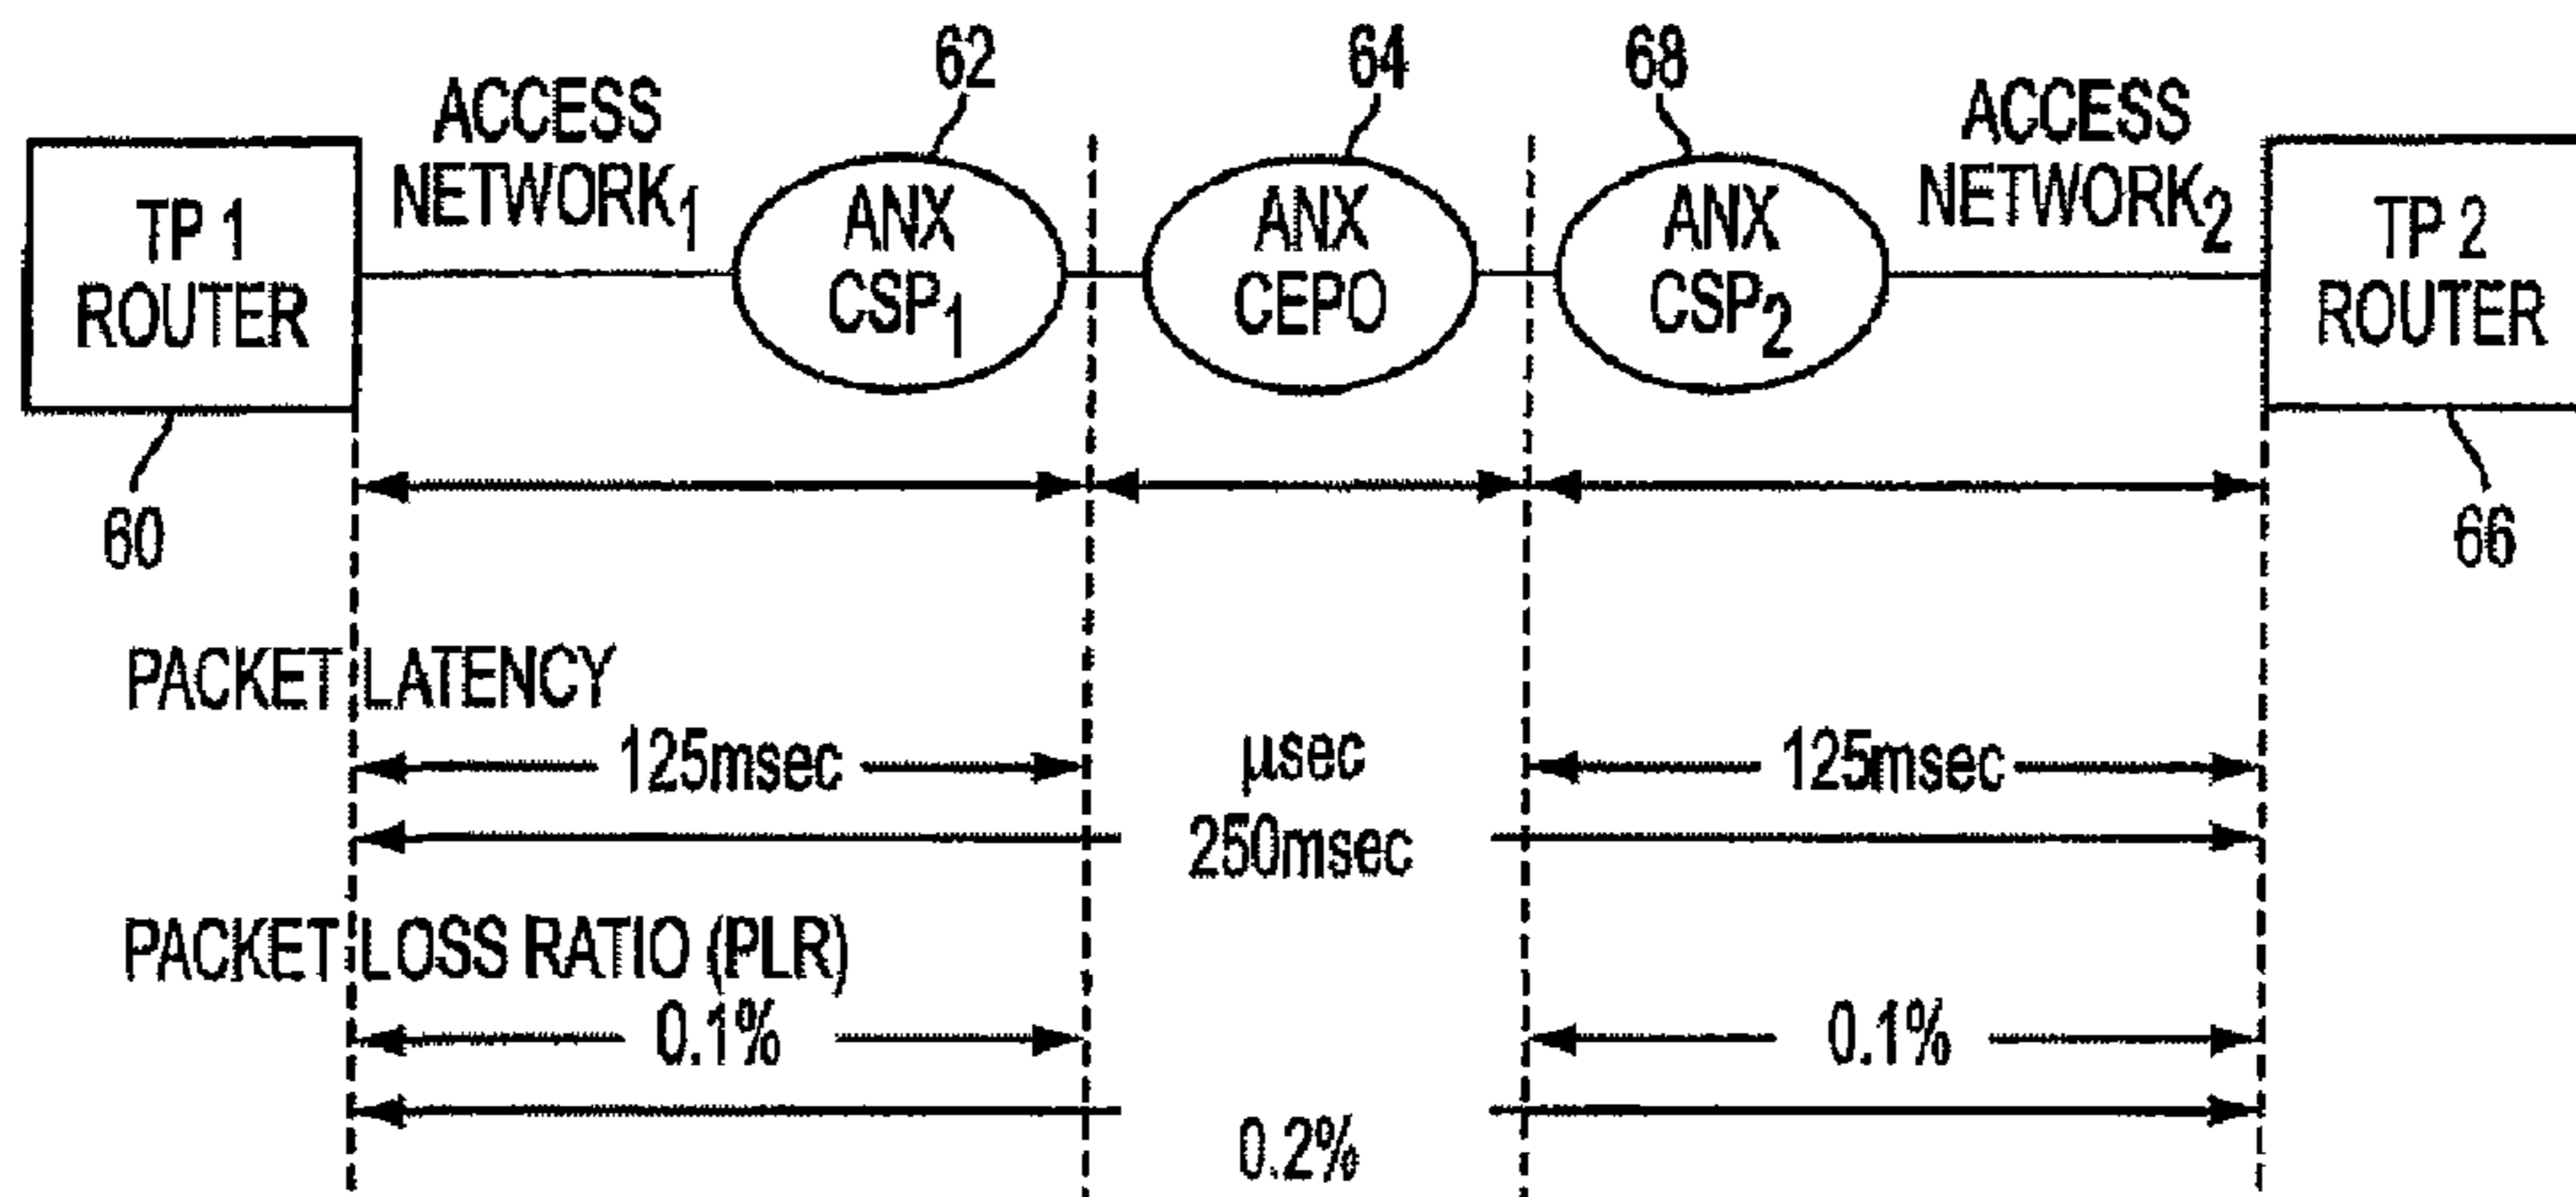 62
64
68
ACCESS
NETWORK1
ACCESS
NETWORK2
TP 1
ROUTER
ANX
CSP1
ANX
CEPO
ANX
CSP2
TP 2
ROUTER
60
66
PACKET LATENCY
125msec
µsec
125msec
250msec
PACKET LOSS RATIO (PLR)
0.1%
0.1%
0.2%